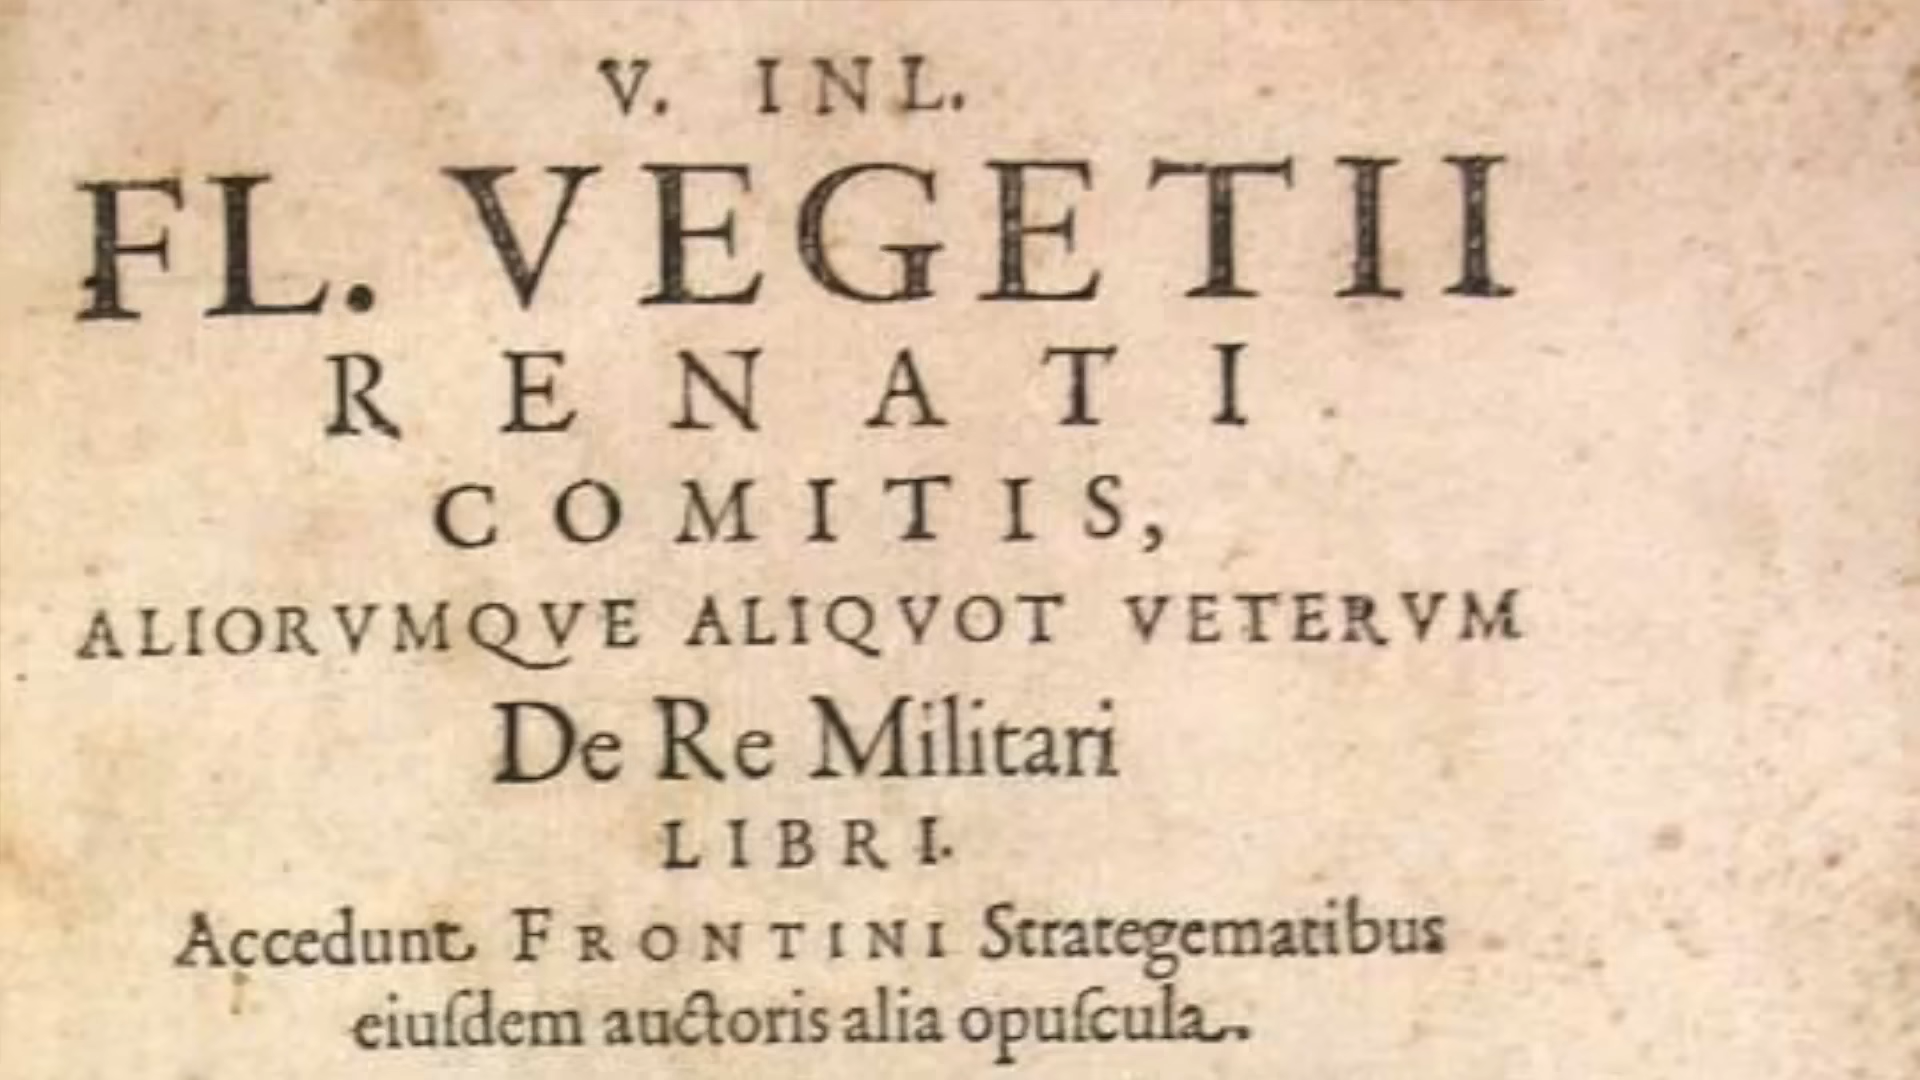 V. INL.
FL. VEGETII
RENATI
COMITIS,
ALIORVMQVE ALIQVOT VETERVM
De Re Militari
LIBRI.
Accedunt FRONTINI Strategematibus
eiuſdem auctoris alia opuſcula.